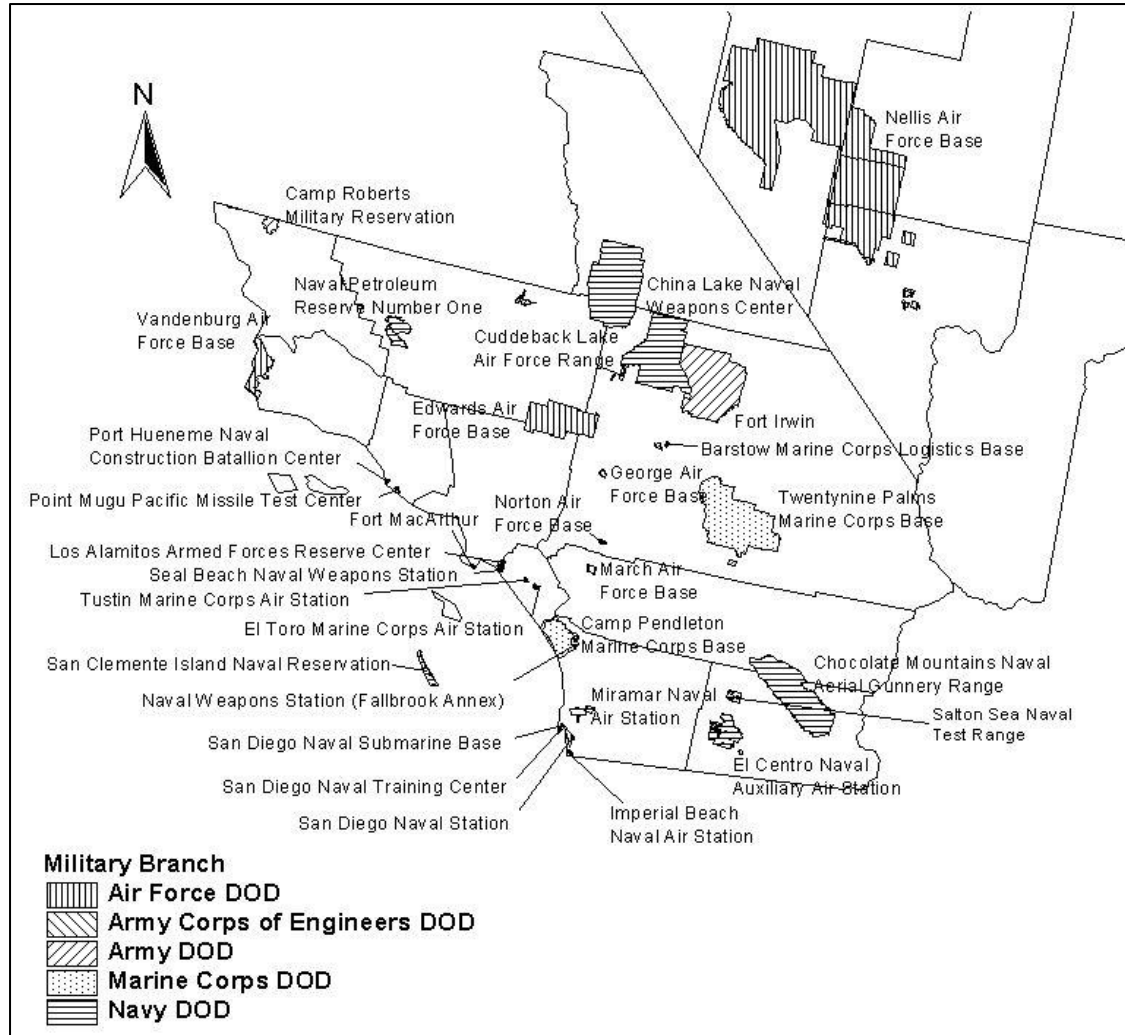 N
Nellis Air
Force Base
Camp Roberts
Military Reservation
Naval Petroleum
Reserve Number One
China Lake Naval
Weapons Center
Vandenburg Air
Force Base
Cuddeback Lake
Air Force Range
Edwards Air
Force Base
Fort Irwin
Port Hueneme Naval
Construction Batallion Center
Barstow Marine Corps Logistics Base
George Air
Force Base
Point Mugu Pacific Missile Test Center
Twentynine Palms
Marine Corps Base
Norton Air
Force Base
Fort MacArthur
Los Alamitos Armed Forces Reserve Center
Seal Beach Naval Weapons Station
March Air
Force Base
Tustin Marine Corps Air Station
El Toro Marine Corps Air Station
Camp Pendleton
Marine Corps Base
San Clemente Island Naval Reservation
Chocolate Mountains Naval
Aerial Gunnery Range
Naval Weapons Station (Fallbrook Annex)
Miramar Naval
Air Station
Salton Sea Naval
Test Range
San Diego Naval Submarine Base
El Centro Naval
Auxiliary Air Station
San Diego Naval Training Center
San Diego Naval Station
Imperial Beach
Naval Air Station
Military Branch
Air Force DOD
Army Corps of Engineers DOD
Army DOD
Marine Corps DOD
Navy DOD